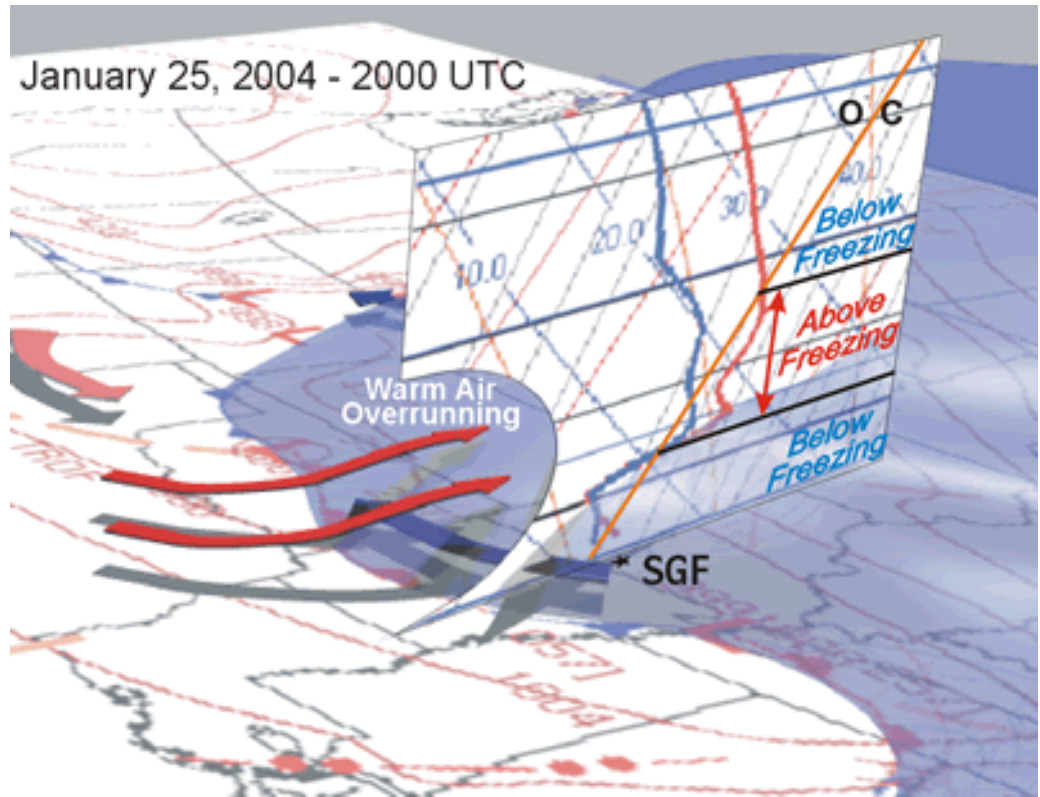 January 25, 2004 - 2000 UTC
O C
40.0
30.0
20.0
10.0
Below
Freezing
Above
Freezing
Below
Freezing
Warm Air
Overrunning
SGF